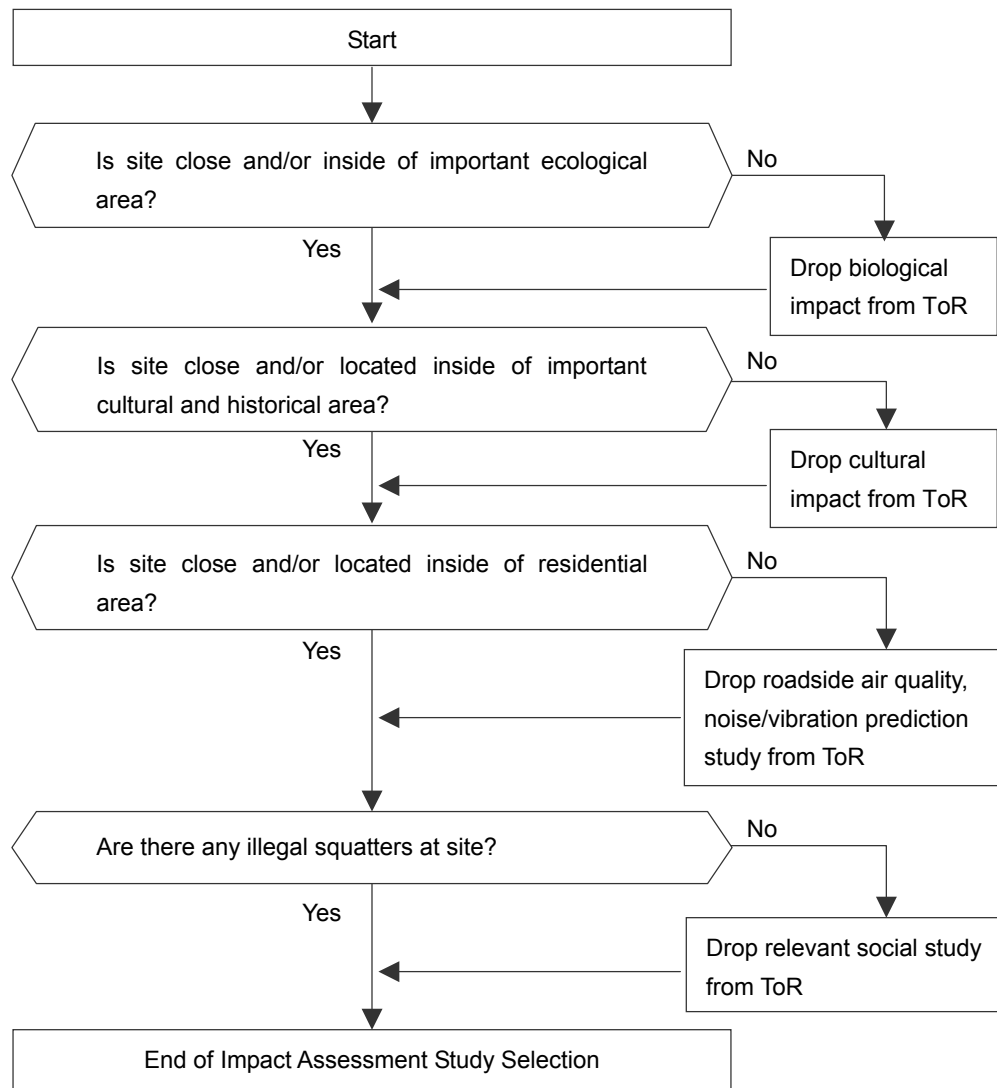 Start
Is site close and/or inside of important ecological
area?
No
Yes
Drop biological
impact from ToR
Is site close and/or located inside of important
cultural and historical area?
No
Yes
Drop cultural
impact from ToR
Is site close and/or located inside of residential
area?
No
Yes
Drop roadside air quality,
noise/vibration prediction
study from ToR
Are there any illegal squatters at site?
No
Yes
Drop relevant social study
from ToR
End of Impact Assessment Study Selection